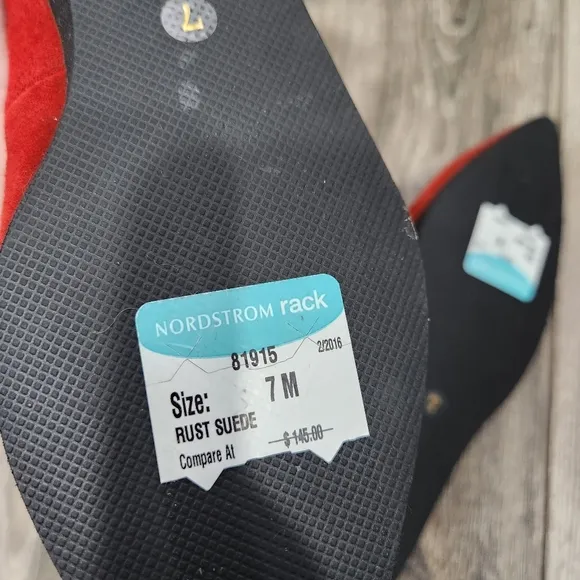 7
NORDSTROM rack
81915 2/2016
Size: 7 M
RUST SUEDE
Compare At $145.00